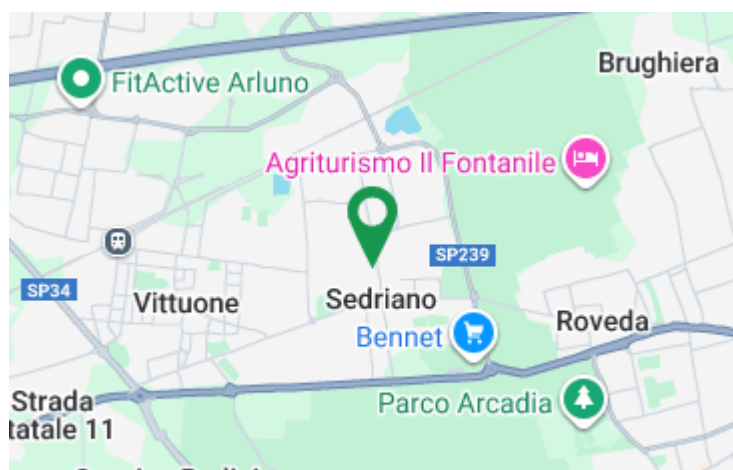 Brughiera
FitActive Arluno
Agriturismo Il Fontanile
SP239
SP34
Vittuone
Sedriano
Bennet
Roveda
Strada
tatale 11
Parco Arcadia